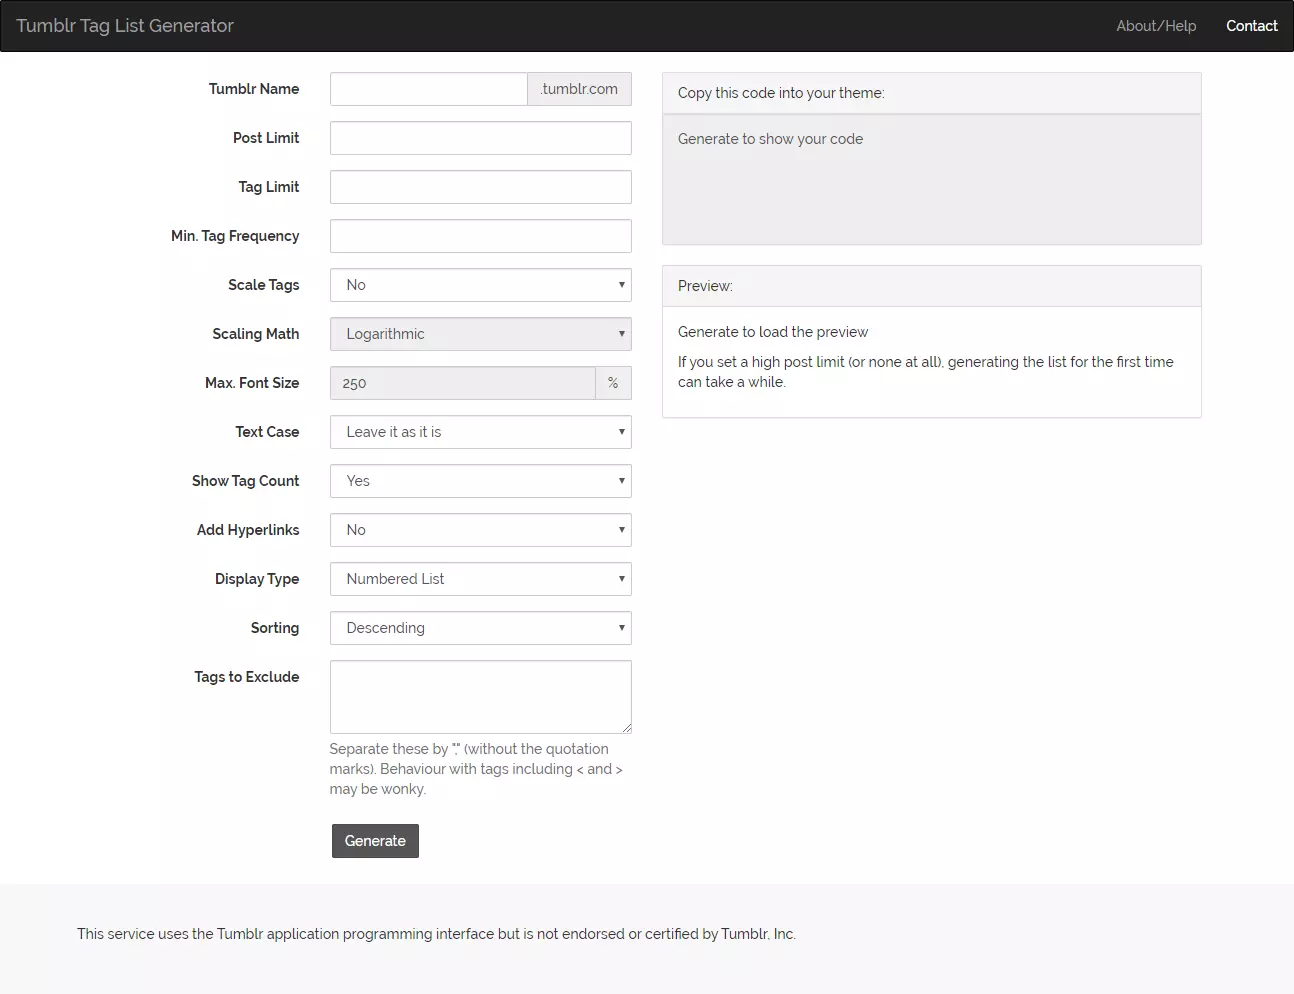 Tumblr Tag List Generator
About/Help
Contact
Tumblr Name
.tumblr.com
Post Limit
Tag Limit
Min. Tag Frequency
Scale Tags
No
Scaling Math
Logarithmic
Max. Font Size
250
%
Text Case
Leave it as it is
Show Tag Count
Yes
Add Hyperlinks
No
Display Type
Numbered List
Sorting
Descending
Tags to Exclude
Separate these by "," (without the quotation
marks). Behaviour with tags including < and >
may be wonky.
Generate
Copy this code into your theme:
Generate to show your code
Preview:
Generate to load the preview
If you set a high post limit (or none at all), generating the list for the first time
can take a while.
This service uses the Tumblr application programming interface but is not endorsed or certified by Tumblr, Inc.